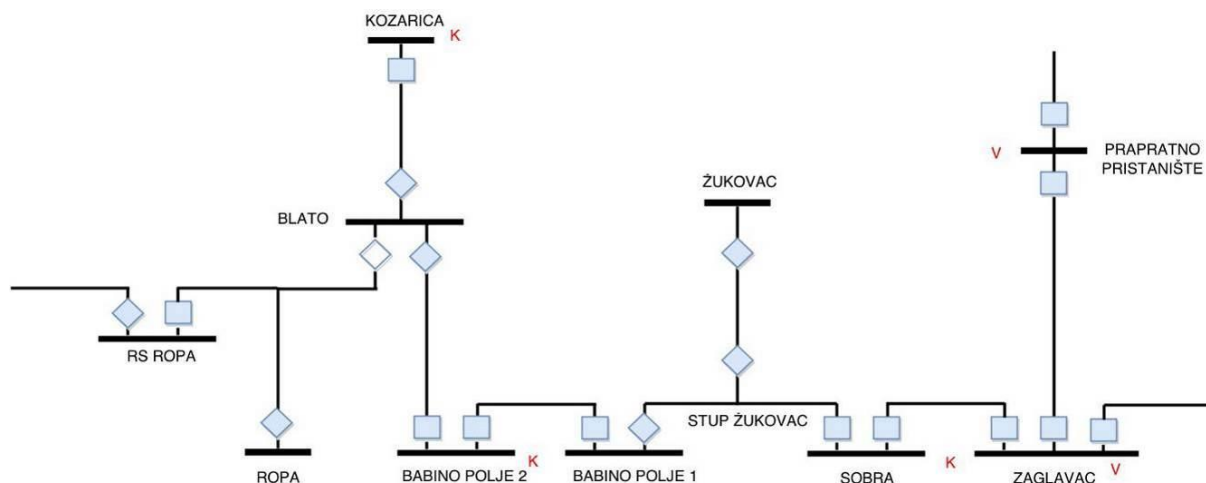 KOZARICA
K
V
PRAPRATNO
PRISTANIŠTE
ŽUKOVAC
BLATO
RS ROPA
STUP ŽUKOVAC
ROPA
BABINO POLJE 2
K
BABINO POLJE 1
SOBRA
K
ZAGLAVAC
V